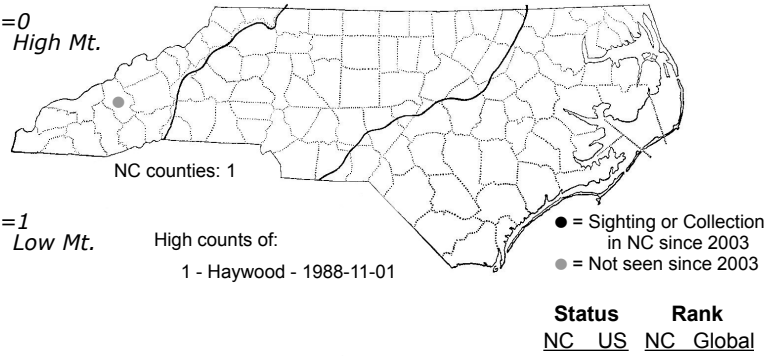 =0
High Mt.
NC counties: 1
=1
Low Mt.
High counts of:
1 - Haywood - 1988-11-01
= Sighting or Collection
in NC since 2003
= Not seen since 2003
Status Rank
NC US NC Global